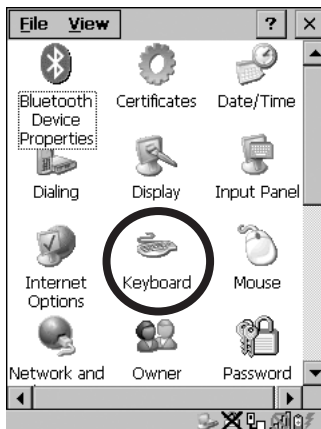 File View ? ×
Bluetooth Device Properties
Certificates
Date/Time
Dialing
Display
Input Panel
Internet Options
Keyboard
Mouse
Network and
Owner
Password